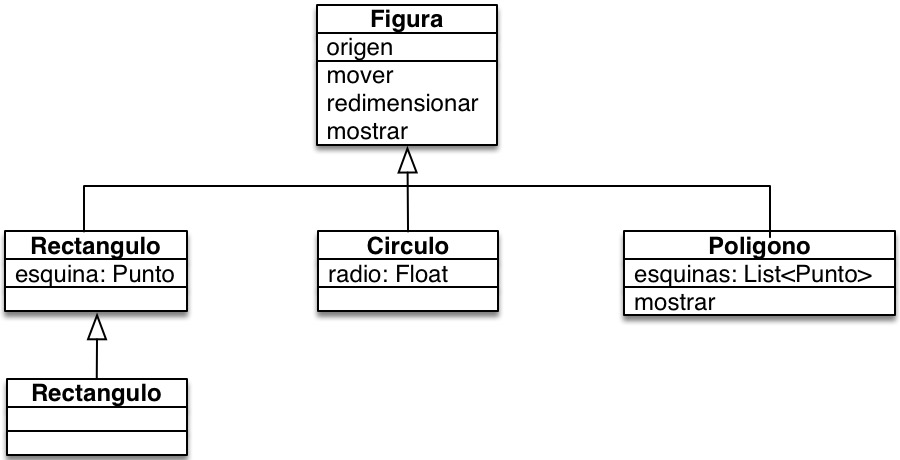 Figura
origen
mover
redimensionar
mostrar
Rectangulo
esquina: Punto
Circulo
radio: Float
Poligono
esquinas: List<Punto>
mostrar
Rectangulo